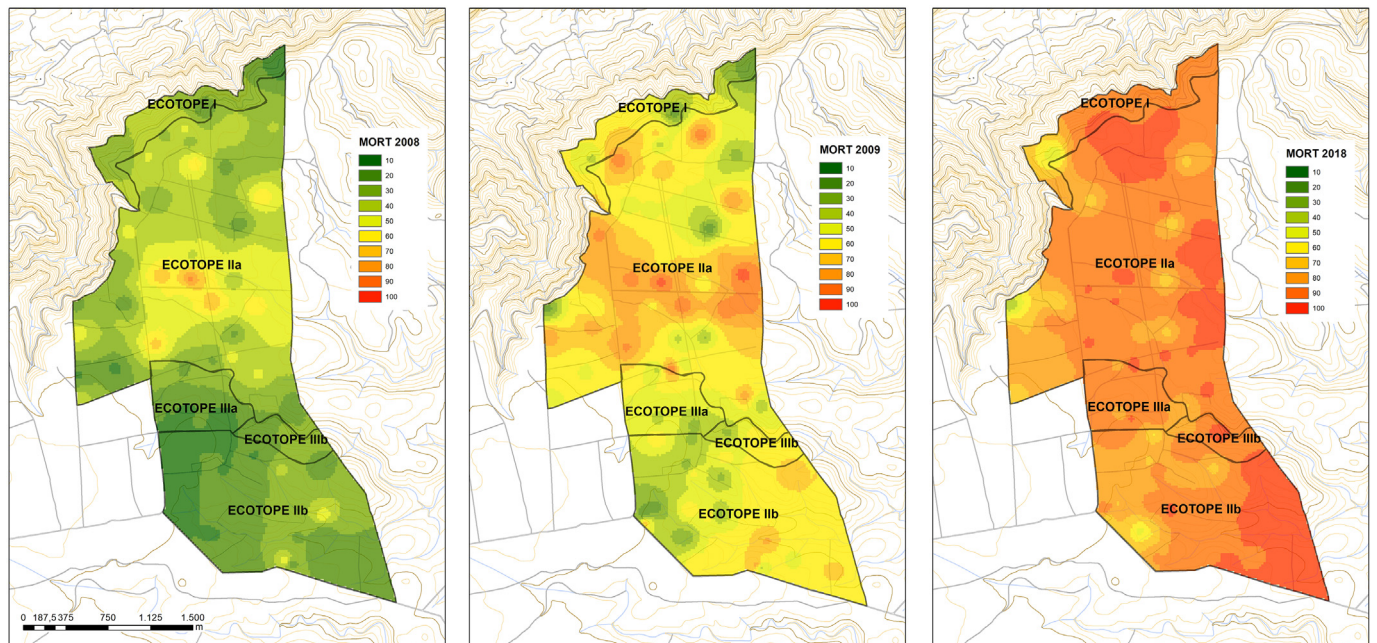 ECOTOPE I
MORT 2008
10
20
30
40
50
60
70
80
90
100
ECOTOPE IIa
ECOTOPE IIIa
ECOTOPE IIIb
ECOTOPE IIb
0 187,5 375 750 1.125 1.500
m
ECOTOPE I
MORT 2009
10
20
30
40
50
60
70
80
90
100
ECOTOPE IIa
ECOTOPE IIIa
ECOTOPE IIIb
ECOTOPE IIb
ECOTOPE I
MORT 2018
10
20
30
40
50
60
70
80
90
100
ECOTOPE IIa
ECOTOPE IIIa
ECOTOPE IIIb
ECOTOPE IIb